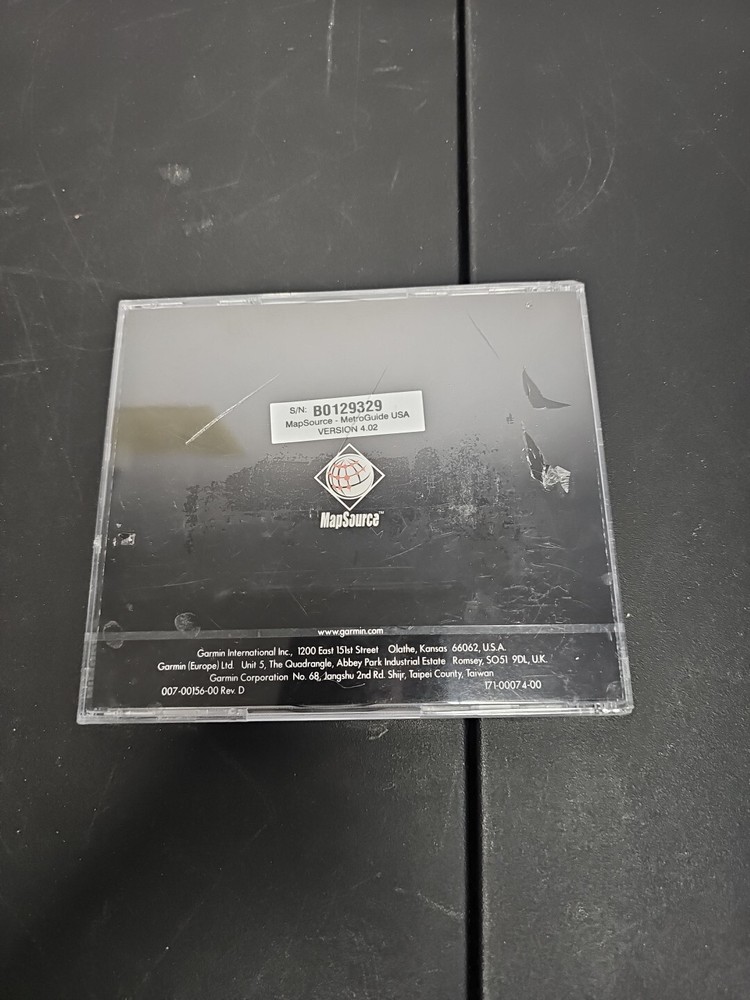 S/N: B0129329
MapSource - MetroGuide USA
VERSION 4.02
MapSource™
www.garmin.com
Garmin International Inc., 1200 East 151st Street Olathe, Kansas 66062, U.S.A.
Garmin (Europe) Ltd. Unit 5, The Quadrangle, Abbey Park Industrial Estate Romsey, SO51 9DL, U.K.
Garmin Corporation No. 68, Jangshu 2nd Rd. Shijr, Taipei County, Taiwan
007-00156-00 Rev. D 171-00074-00